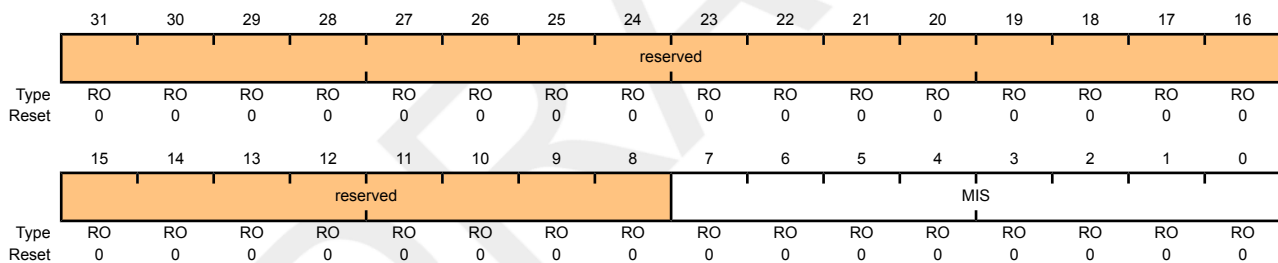 31 30 29 28 27 26 25 24 23 22 21 20 19 18 17 16
reserved
Type RO RO RO RO RO RO RO RO RO RO RO RO RO RO RO RO
Reset 0 0 0 0 0 0 0 0 0 0 0 0 0 0 0 0
15 14 13 12 11 10 9 8 7 6 5 4 3 2 1 0
reserved MIS
Type RO RO RO RO RO RO RO RO RO RO RO RO RO RO RO RO
Reset 0 0 0 0 0 0 0 0 0 0 0 0 0 0 0 0